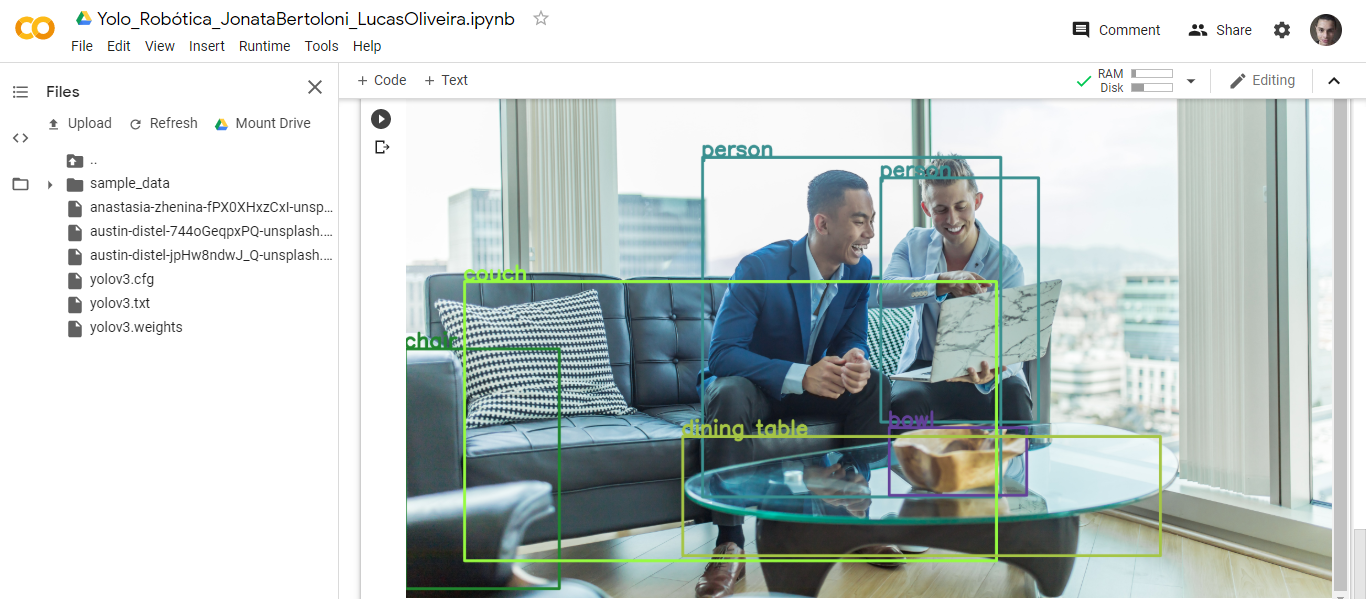 Yolo_Robótica_JonataBertoloni_LucasOliveira.ipynb
Comment
Share
File Edit View Insert Runtime Tools Help
Files
+ Code + Text
RAM
Disk
Editing
Upload Refresh Mount Drive
..
sample_data
anastasia-zhenina-fPX0XHxzCxI-unsp...
austin-distel-744oGeqpxPQ-unsplash....
austin-distel-jpHw8ndwJ_Q-unsplash....
yolov3.cfg
yolov3.txt
yolov3.weights
person
person
couch
chair
bowl
dining table